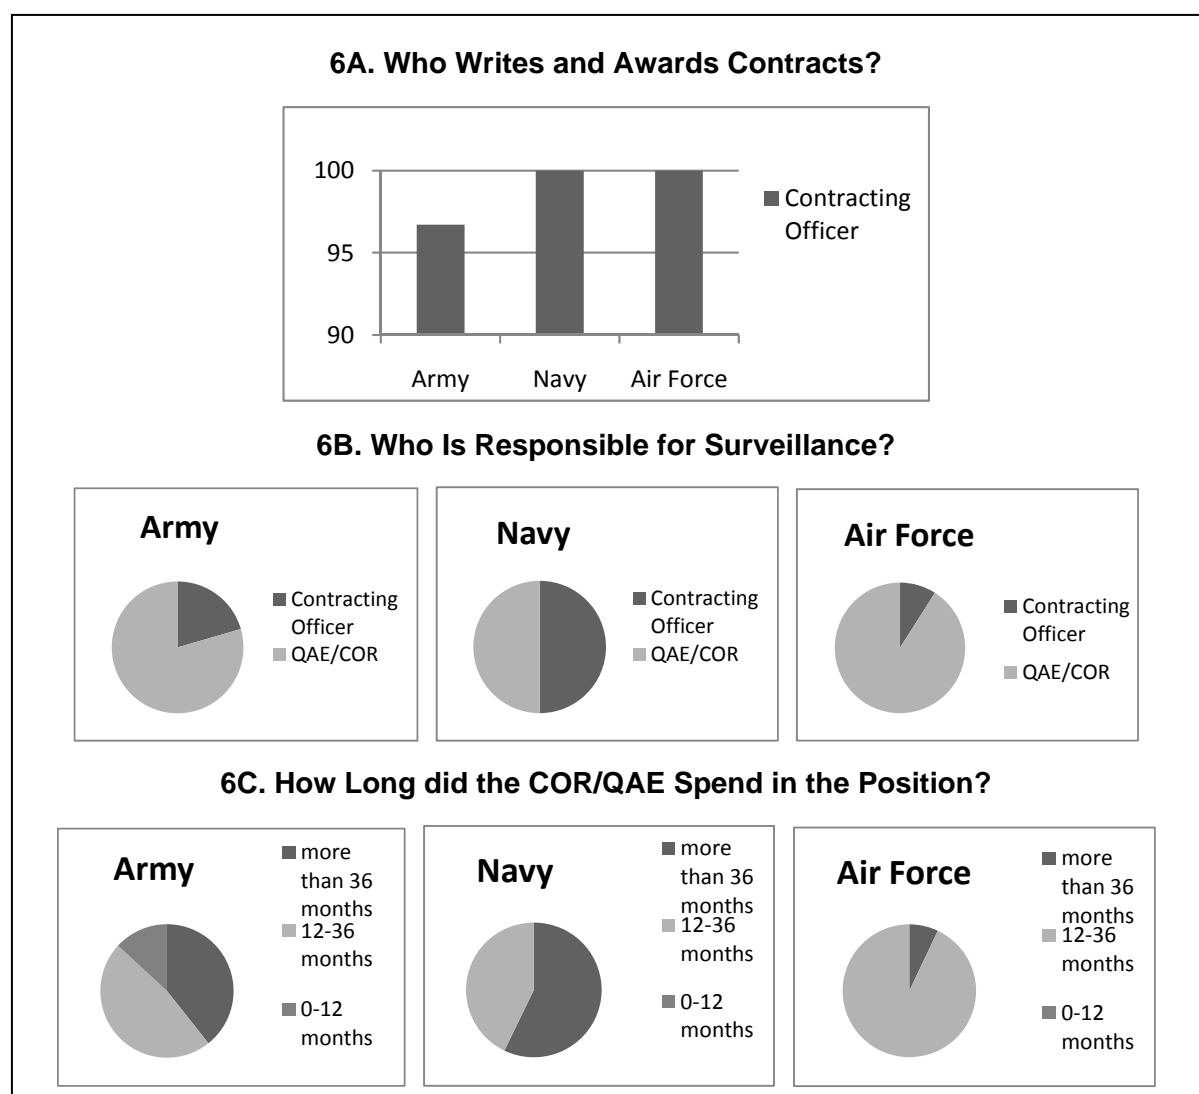 6A. Who Writes and Awards Contracts?
100
95
90
Army
Navy
Air Force
Contracting
Officer
6B. Who Is Responsible for Surveillance?
Army
Contracting
Officer
QAE/COR
Navy
Contracting
Officer
QAE/COR
Air Force
Contracting
Officer
QAE/COR
6C. How Long did the COR/QAE Spend in the Position?
Army
more
than 36
months
12-36
months
0-12
months
Navy
more
than 36
months
12-36
months
0-12
months
Air Force
more
than 36
months
12-36
months
0-12
months